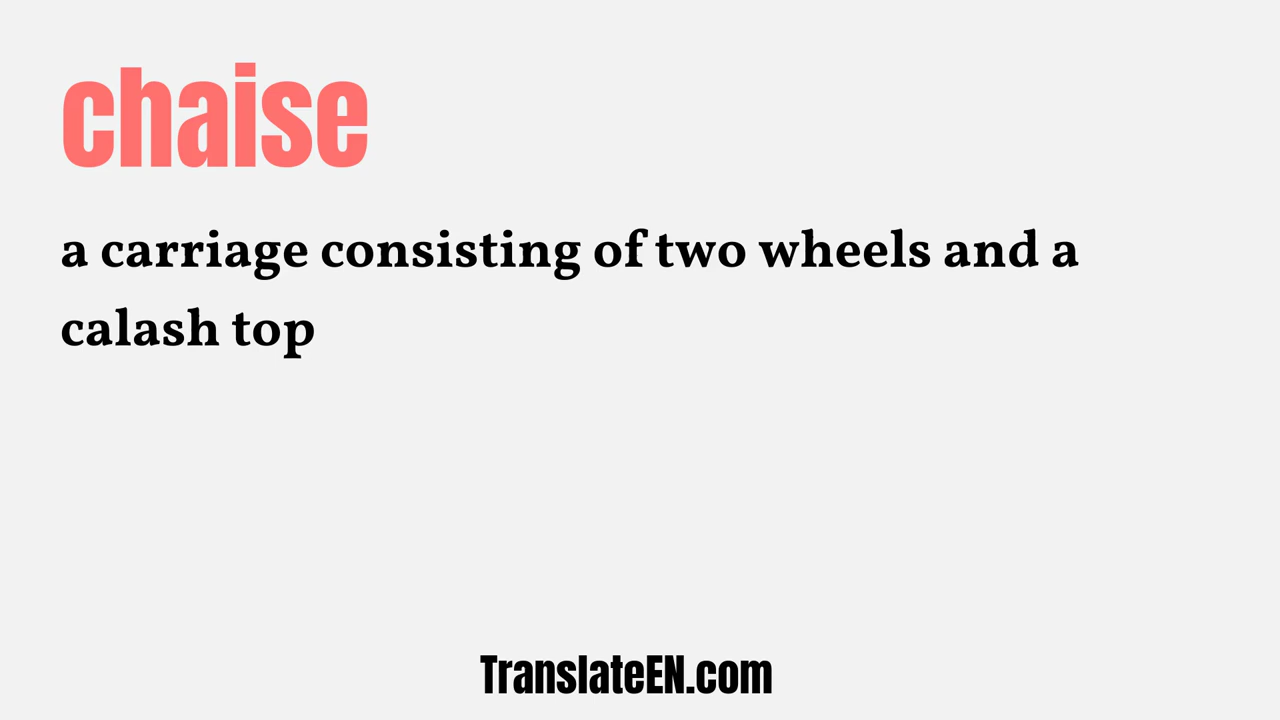 chaise
a carriage consisting of two wheels and a
calash top
TranslateEN.com